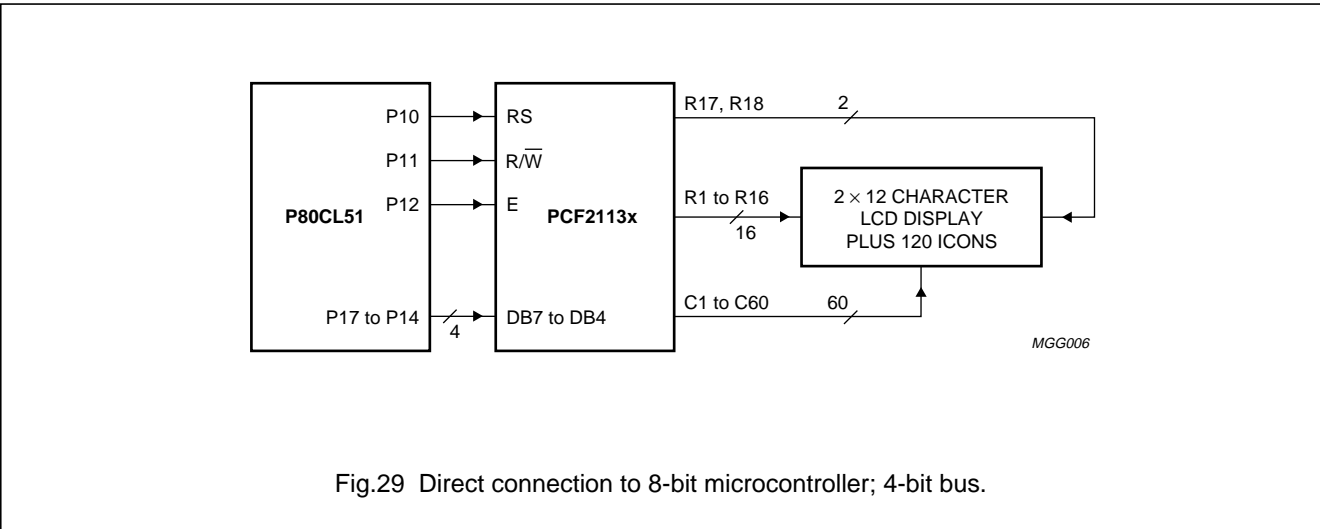 P80CL51
P10
P11
P12
P17 to P14
4
RS
R/W̅
E
DB7 to DB4
PCF2113x
R17, R18
2
R1 to R16
16
C1 to C60
60
2 × 12 CHARACTER
LCD DISPLAY
PLUS 120 ICONS
MGG006
Fig.29 Direct connection to 8-bit microcontroller; 4-bit bus.